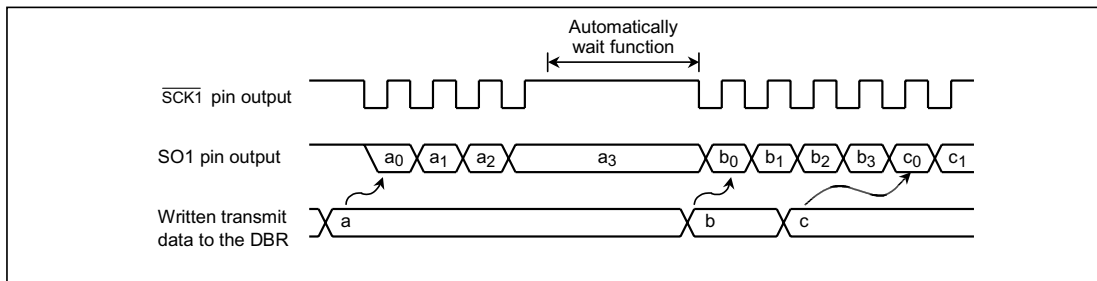 Automatically
wait function
SCK1 pin output
SO1 pin output
a0 a1 a2 a3 b0 b1 b2 b3 c0 c1
Written transmit
data to the DBR
a b c